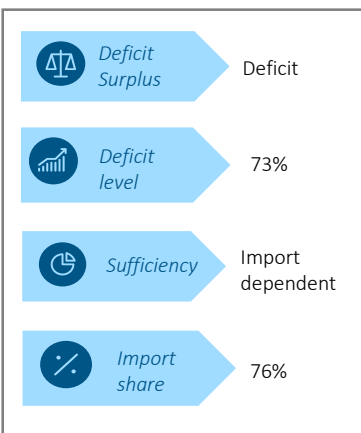 Deficit
Surplus
Deficit
Deficit
level
73%
Sufficiency
Import
dependent
Import
share
76%